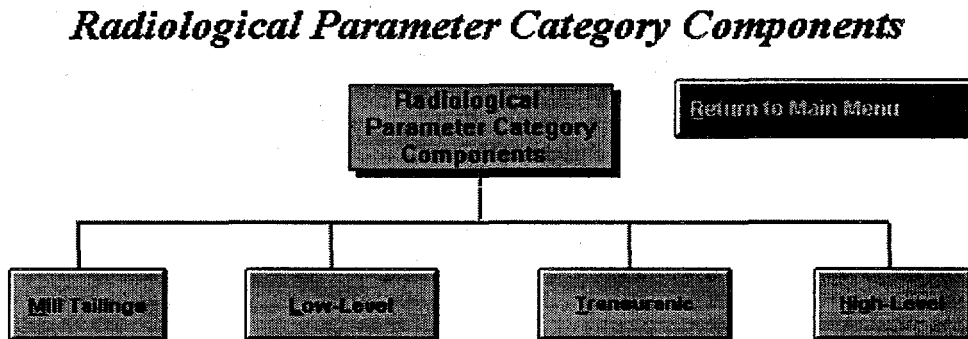 Radiological Parameter Category Components
Radiological
Parameter Category
Components
Return to Main Menu
Mill Tailings
Low-Level
Transuranic
High-Level